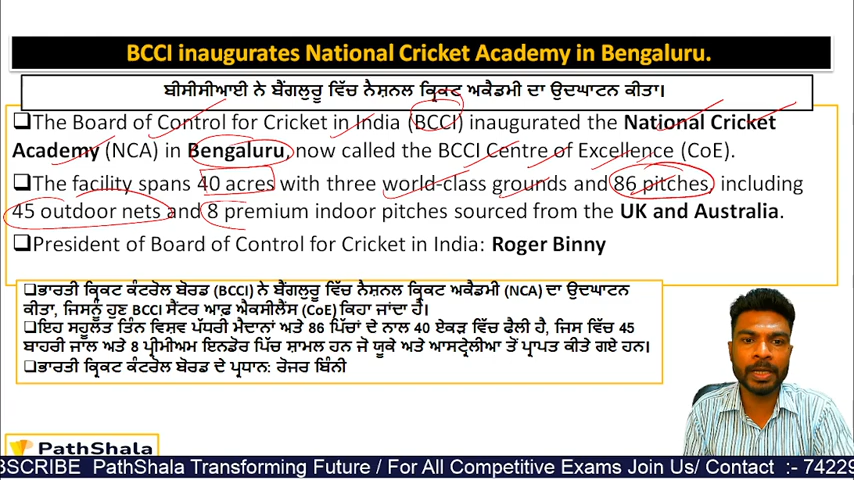 BCCI inaugurates National Cricket Academy in Bengaluru.
ਬੀਸੀਸੀਆਈ ਨੇ ਬੈਂਗਲੁਰੂ ਵਿੱਚ ਨੈਸ਼ਨਲ ਕ੍ਰਿਕਟ ਅਕੈਡਮੀ ਦਾ ਉਦਘਾਟਨ ਕੀਤਾ।
❑The Board of Control for Cricket in India (BCCI) inaugurated the National Cricket
Academy (NCA) in Bengaluru, now called the BCCI Centre of Excellence (CoE).
❑The facility spans 40 acres with three world-class grounds and 86 pitches, including
45 outdoor nets and 8 premium indoor pitches sourced from the UK and Australia.
❑President of Board of Control for Cricket in India: Roger Binny
❑ਭਾਰਤੀ ਕ੍ਰਿਕਟ ਕੰਟਰੋਲ ਬੋਰਡ (BCCI) ਨੇ ਬੈਂਗਲੁਰੂ ਵਿੱਚ ਨੈਸ਼ਨਲ ਕ੍ਰਿਕਟ ਅਕੈਡਮੀ (NCA) ਦਾ ਉਦਘਾਟਨ
ਕੀਤਾ, ਜਿਸਨੂੰ ਹੁਣ BCCI ਸੈਂਟਰ ਆਫ਼ ਐਕਸੀਲੈਂਸ (CoE) ਕਿਹਾ ਜਾਂਦਾ ਹੈ।
❑ਇਹ ਸਹੂਲਤ ਤਿੰਨ ਵਿਸ਼ਵ ਪੱਧਰੀ ਮੈਦਾਨਾਂ ਅਤੇ 86 ਪਿੱਚਾਂ ਦੇ ਨਾਲ 40 ਏਕੜ ਵਿੱਚ ਫੈਲੀ ਹੈ, ਜਿਸ ਵਿੱਚ 45
ਬਾਹਰੀ ਜਾਲ ਅਤੇ 8 ਪ੍ਰੀਮੀਅਮ ਇਨਡੋਰ ਪਿੱਚ ਸ਼ਾਮਲ ਹਨ ਜੋ ਯੂਕੇ ਅਤੇ ਆਸਟ੍ਰੇਲੀਆ ਤੋਂ ਪ੍ਰਾਪਤ ਕੀਤੇ ਗਏ ਹਨ।
❑ਭਾਰਤੀ ਕ੍ਰਿਕਟ ਕੰਟਰੋਲ ਬੋਰਡ ਦੇ ਪ੍ਰਧਾਨ: ਰੋਜਰ ਬਿੰਨੀ
PathShala
BSCRIBE PathShala Transforming Future / For All Competitive Exams Join Us/ Contact :- 74229